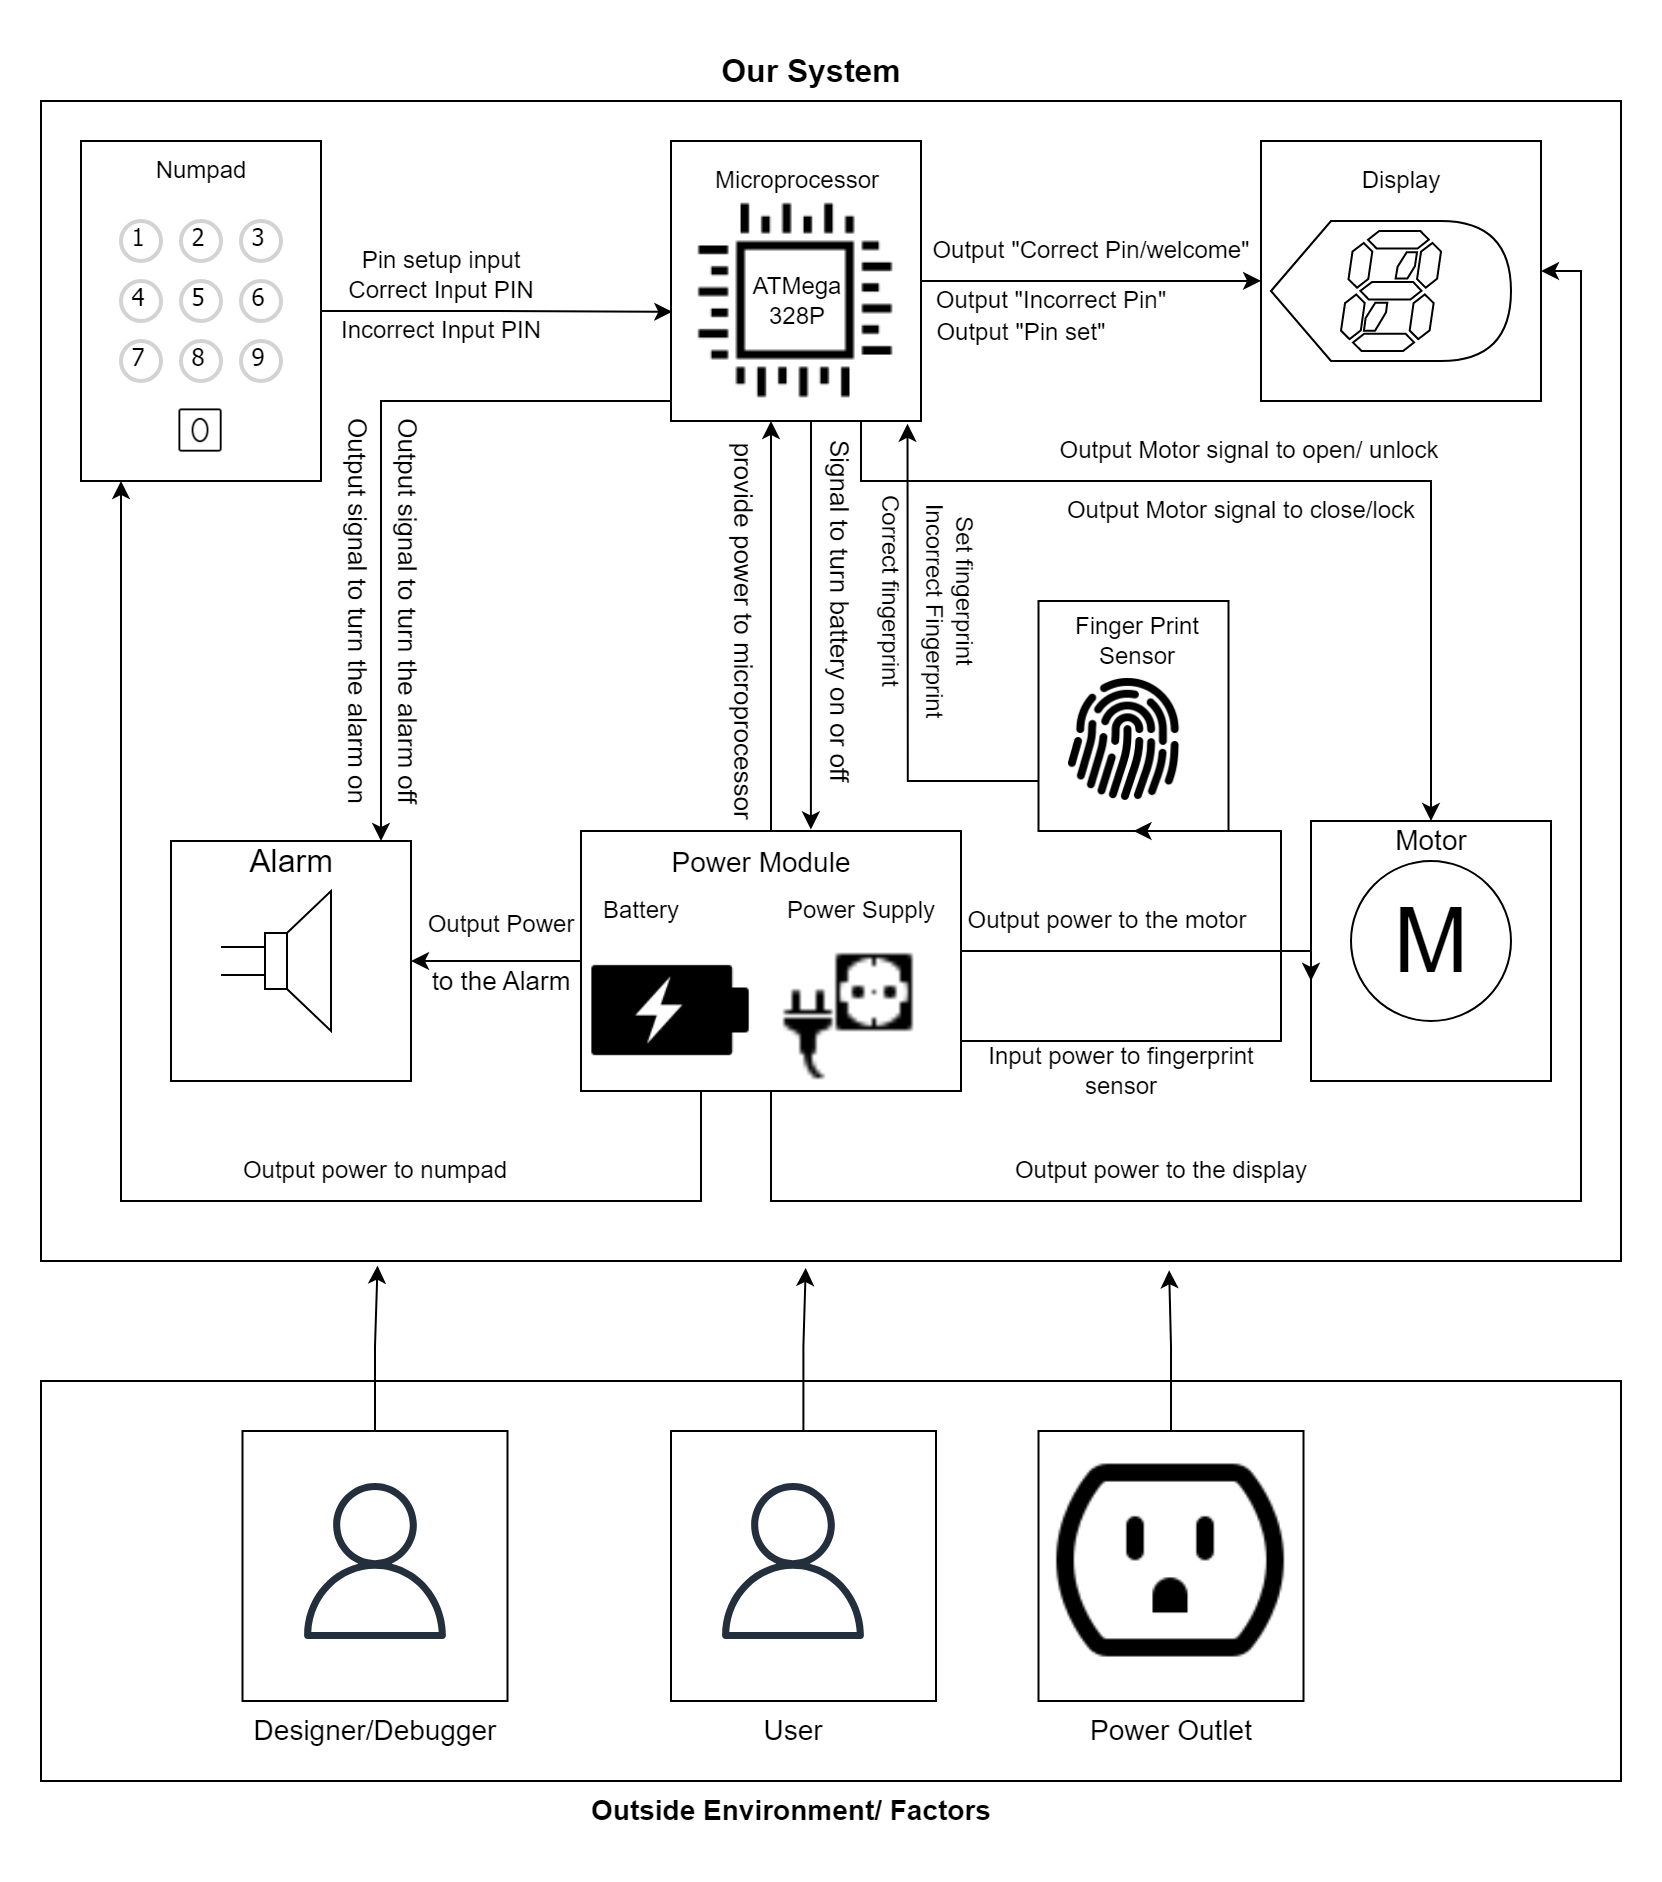 Our System
Numpad
1 2 3
4 5 6
7 8 9
0
Pin setup input
Correct Input PIN
Incorrect Input PIN
Microprocessor
ATMega
328P
Output "Correct Pin/welcome"
Output "Incorrect Pin"
Output "Pin set"
Display
Output signal to turn the alarm on
Output signal to turn the alarm off
provide power to microprocessor
Signal to turn battery on or off
Correct fingerprint
Incorrect Fingerprint
Set fingerprint
Output Motor signal to open/ unlock
Output Motor signal to close/lock
Finger Print
Sensor
Alarm
Output Power
to the Alarm
Power Module
Battery
Power Supply
Output power to the motor
Input power to fingerprint
sensor
Motor
M
Output power to numpad
Output power to the display
Designer/Debugger
User
Power Outlet
Outside Environment/ Factors